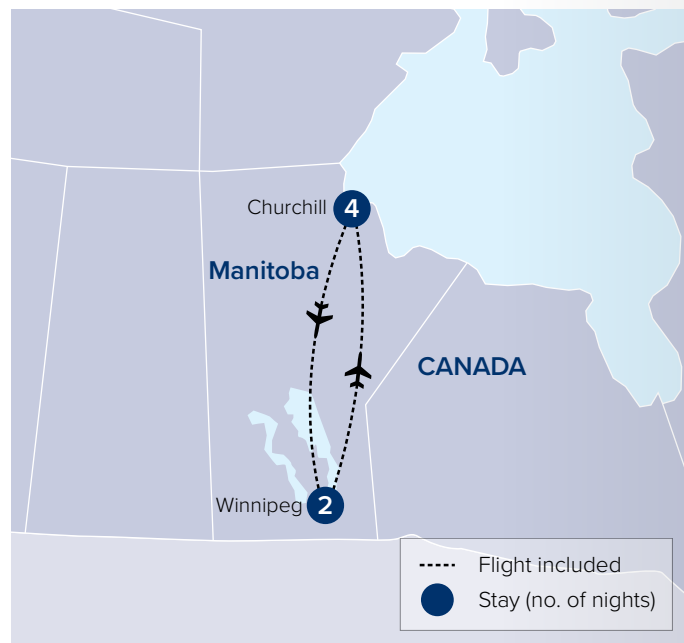 Churchill 4
Manitoba
CANADA
Winnipeg 2
Flight included
Stay (no. of nights)